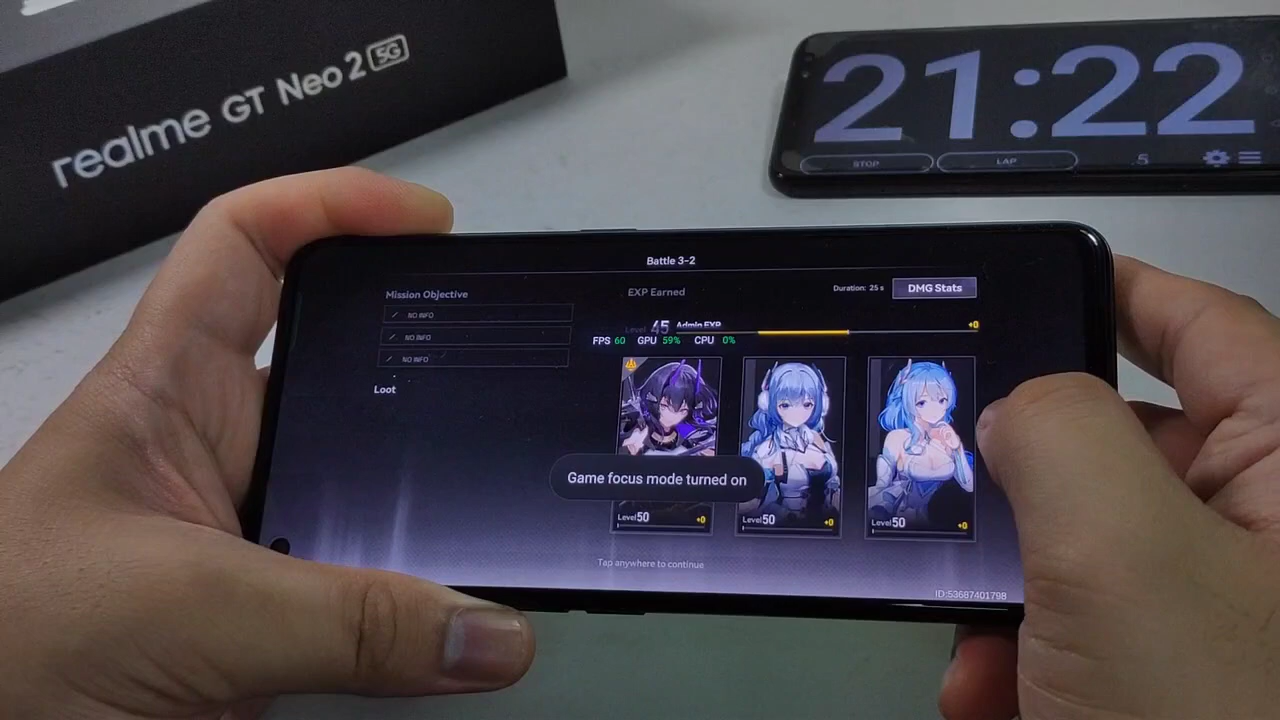 realme GT Neo 2 5G
21:22
STOP
LAP
5
Battle 3-2
Mission Objective
NO INFO
NO INFO
NO INFO
Loot
EXP Earned
Duration: 25 s
DMG Stats
Level 45 Admin EXP
+0
FPS 60 GPU 59% CPU 0%
Game focus mode turned on
Level 50 +0
Level 50 +0
Level 50 +0
Tap anywhere to continue
ID:53687401798